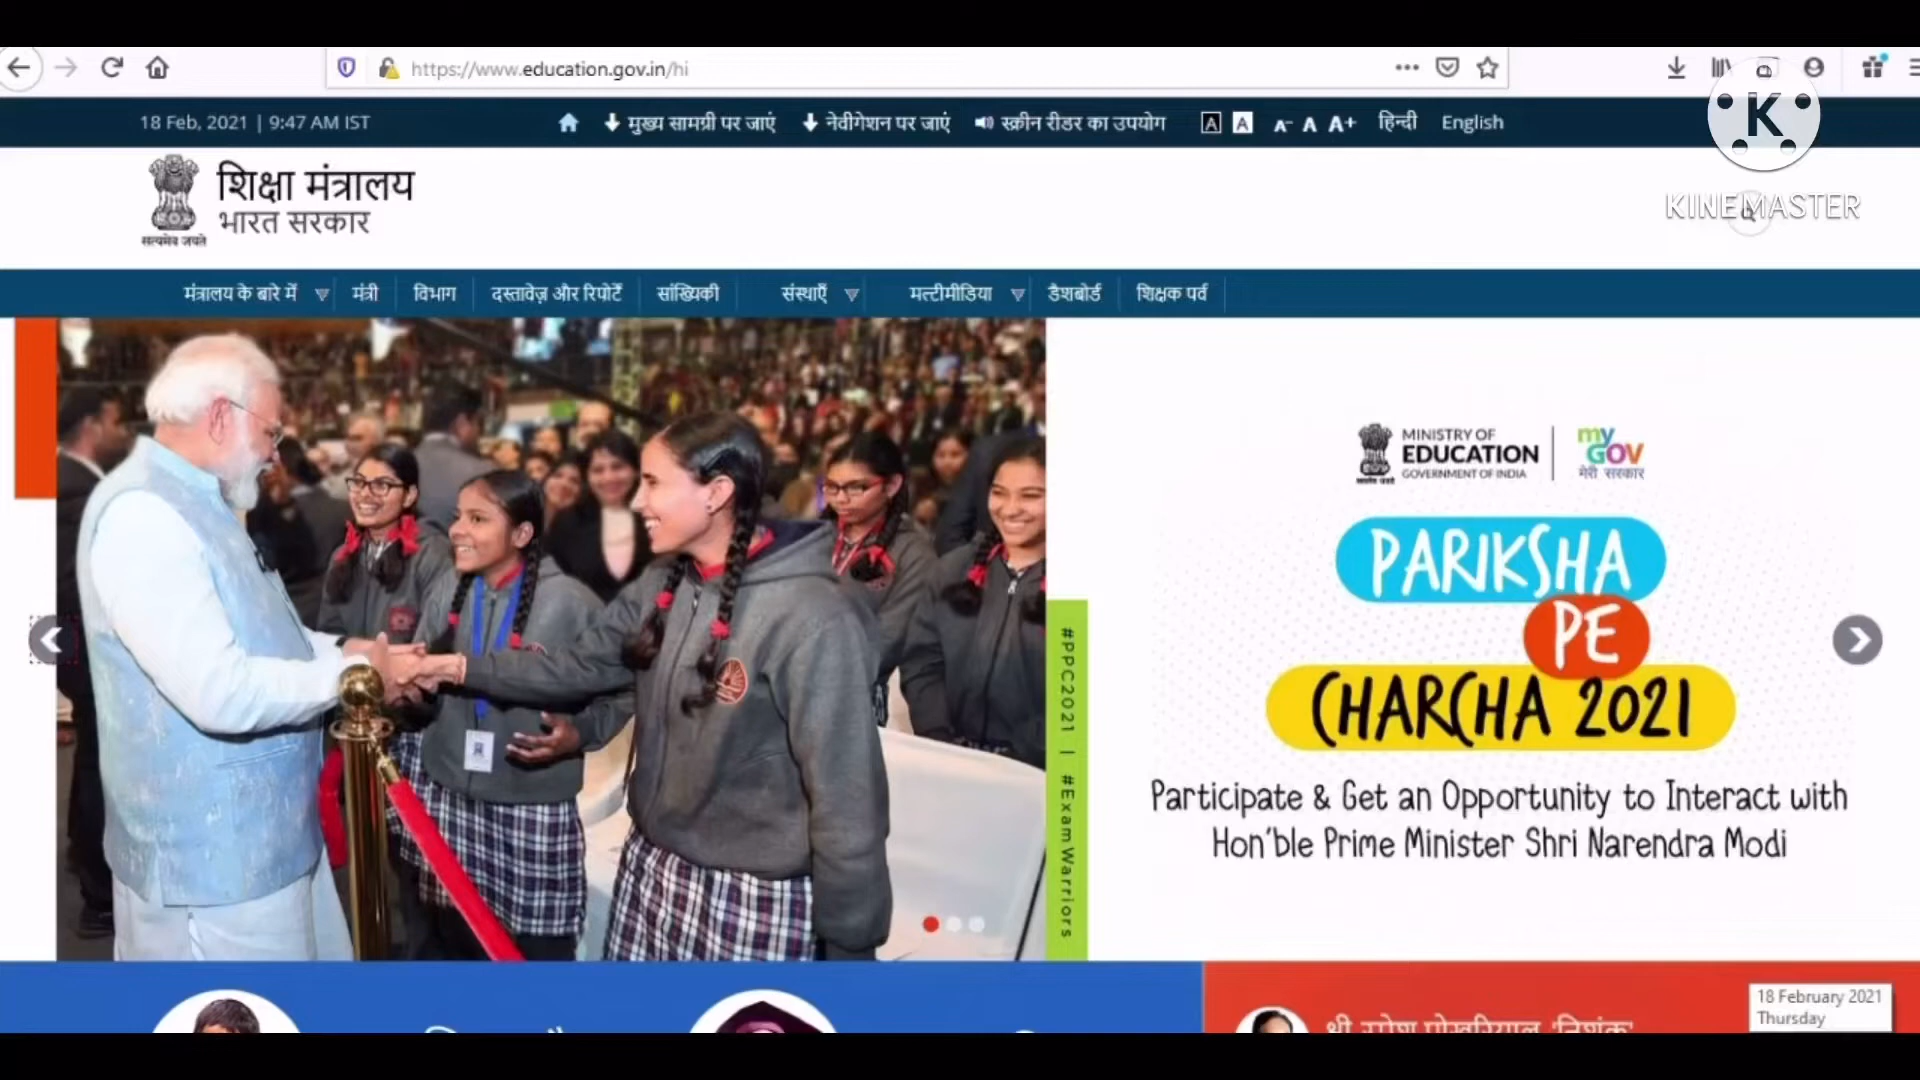 https://www.education.gov.in/hi
18 Feb, 2021 | 9:47 AM IST
मुख्य सामग्री पर जाएं
नेवीगेशन पर जाएं
स्क्रीन रीडर का उपयोग
A A A- A A+
हिन्दी
English
K
KINEMASTER
शिक्षा मंत्रालय
भारत सरकार
सत्यमेव जयते
मंत्रालय के बारे में
मंत्री
विभाग
दस्तावेज़ और रिपोर्टें
सांख्यिकी
संस्थाएँ
मल्टीमीडिया
डैशबोर्ड
शिक्षक पर्व
MINISTRY OF
EDUCATION
GOVERNMENT OF INDIA
my
GOV
मेरी सरकार
PARIKSHA
PE
CHARCHA 2021
Participate & Get an Opportunity to Interact with
Hon'ble Prime Minister Shri Narendra Modi
#PPC2021 | #ExamWarriors
श्री रमेश पोखरियाल 'निशंक'
18 February 2021
Thursday